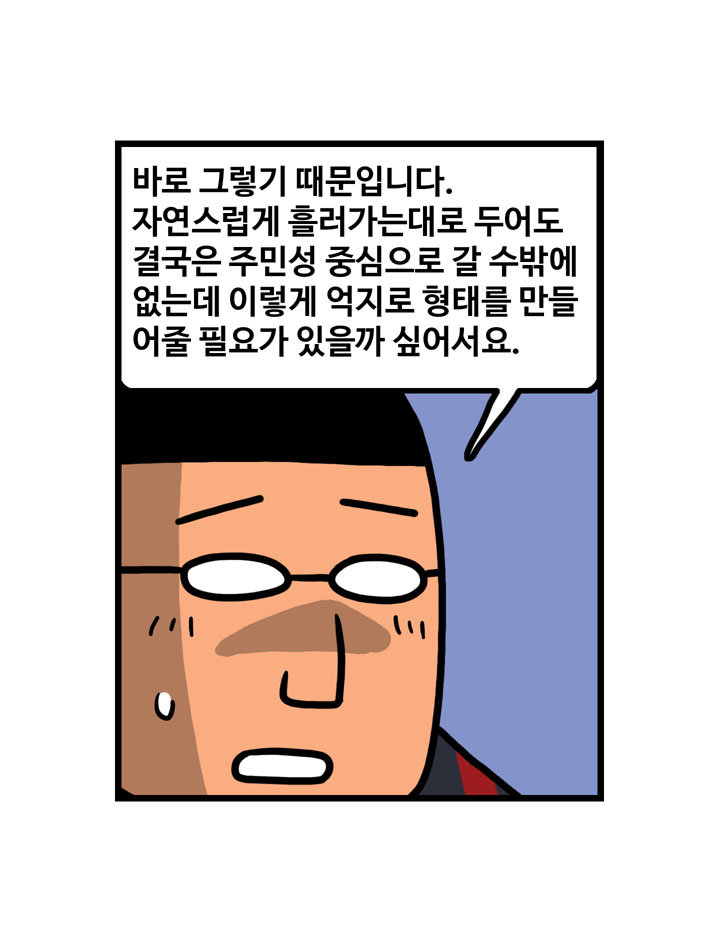 바로 그렇기 때문입니다.
자연스럽게 흘러가는대로 두어도
결국은 주민성 중심으로 갈 수밖에
없는데 이렇게 억지로 형태를 만들
어줄 필요가 있을까 싶어서요.